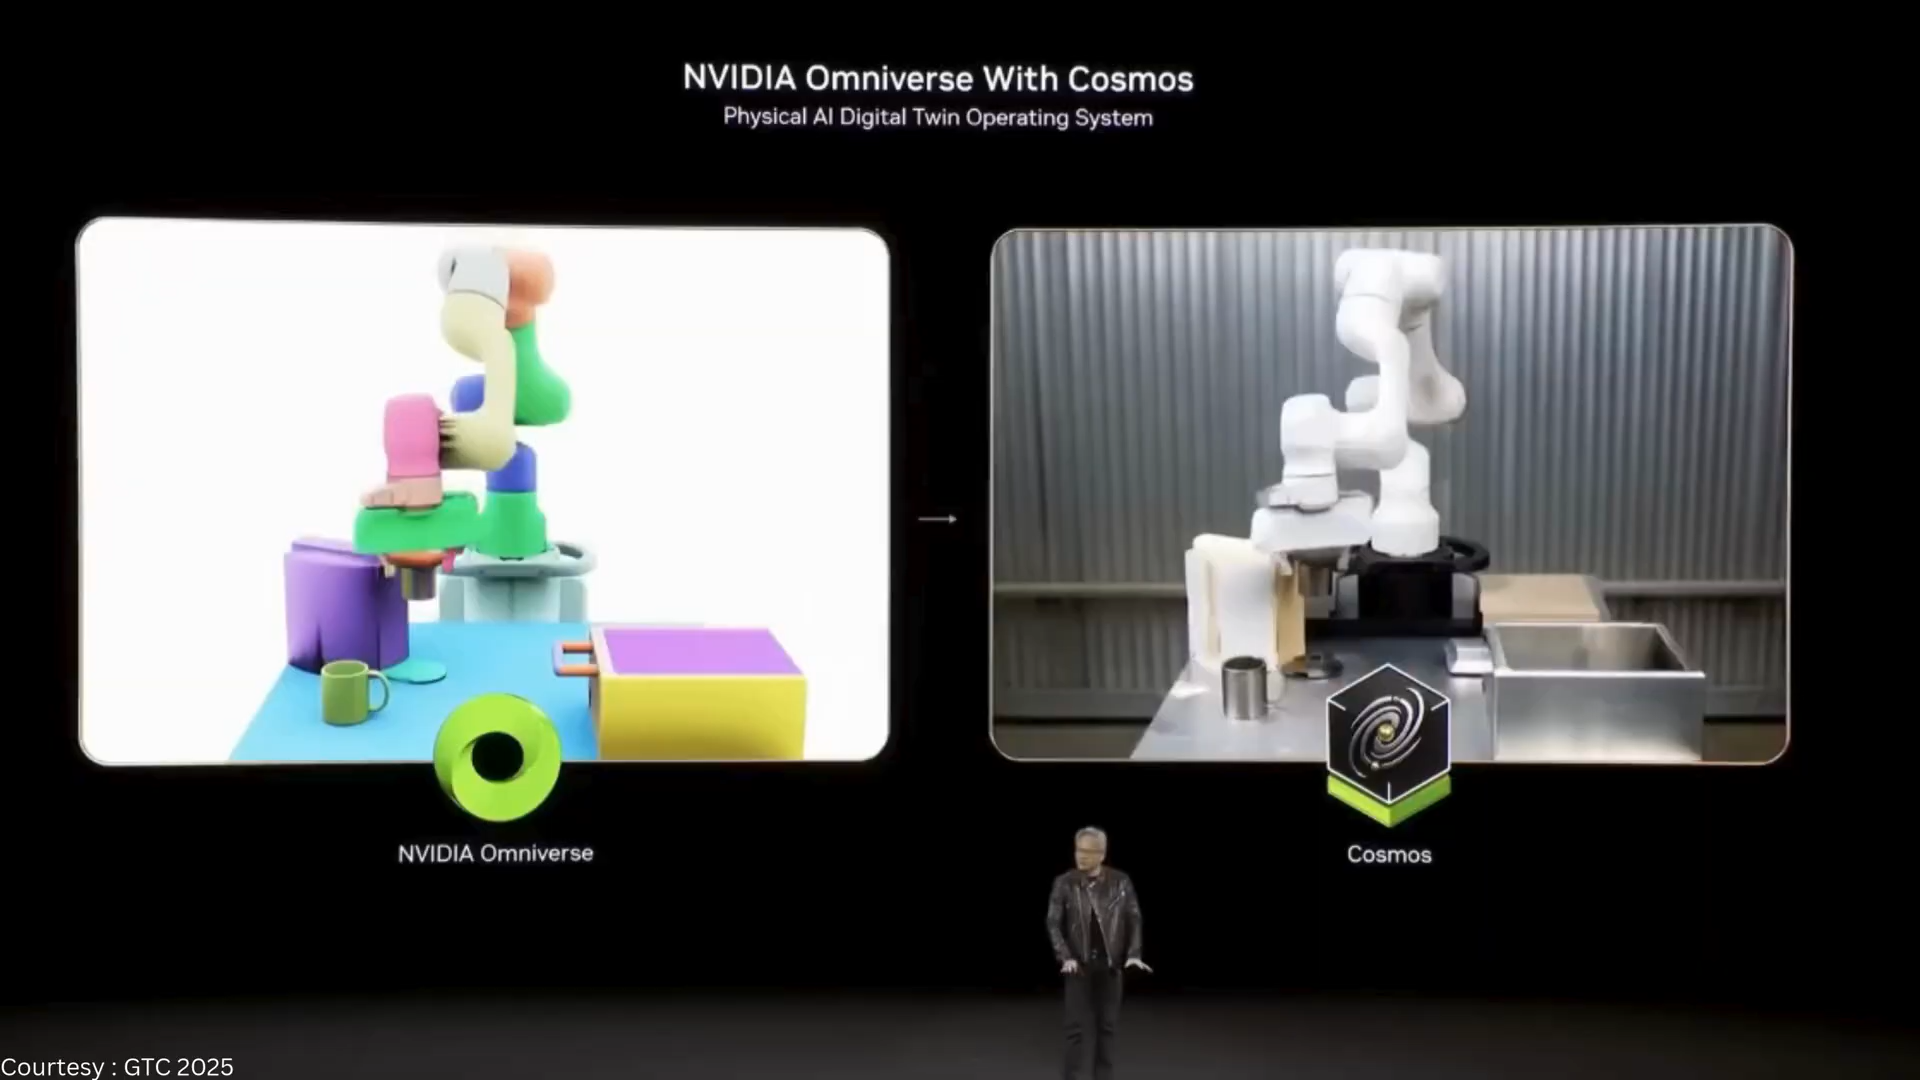 NVIDIA Omniverse With Cosmos
Physical AI Digital Twin Operating System
NVIDIA Omniverse
Cosmos
Courtesy : GTC 2025